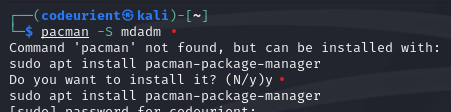 ┌──(codeurient㉿kali)-[~]
└─$ pacman -S mdadm
Command 'pacman' not found, but can be installed with:
sudo apt install pacman-package-manager
Do you want to install it? (N/y)y
sudo apt install pacman-package-manager
[sudo] password for codeurient: